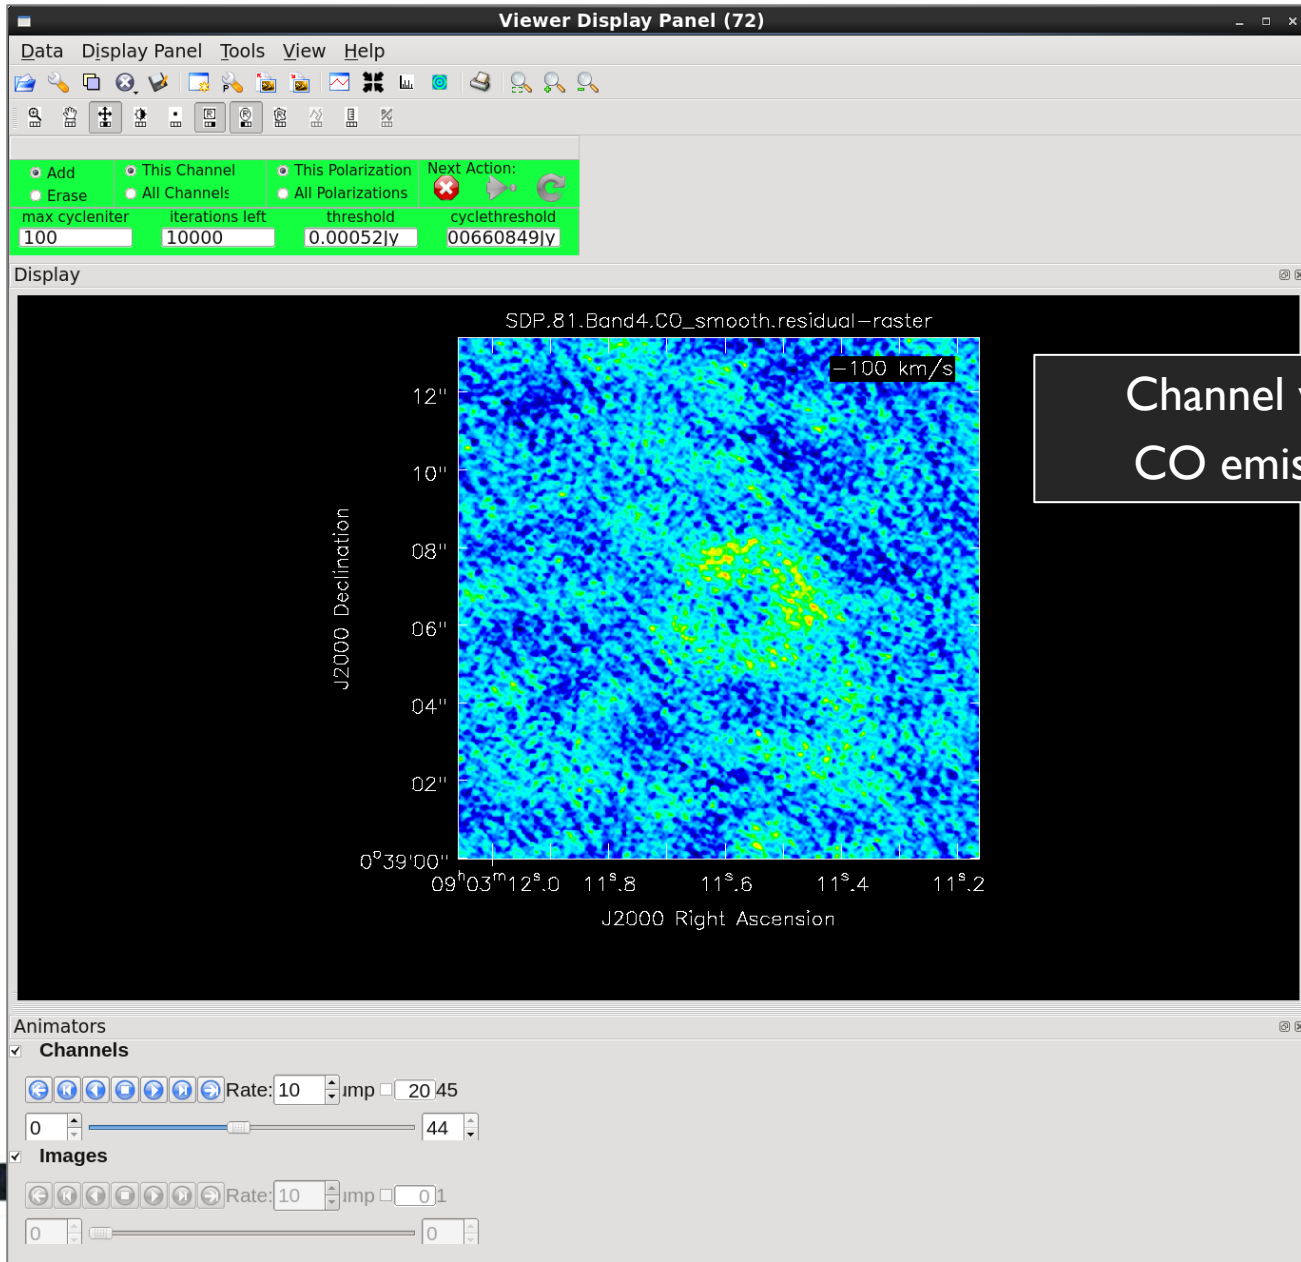 Viewer Display Panel (72)
Data Display Panel Tools View Help
Add This Channel This Polarization Next Action:
Erase All Channels All Polarizations
max cycleniter iterations left threshold cyclethreshold
100 10000 0.00052Jy 00660849Jy
Display
SDP.81.Band4.CO_smooth.residual-raster
-100 km/s
Channel
CO
12"
10"
08"
06"
04"
02"
0°39'00"
J2000 Declination
09ʰ03ᵐ12ˢ.0 11ˢ.8 11ˢ.6 11ˢ.4 11ˢ.2
J2000 Right Ascension
Animators
Channels
Rate: 10 ump 20 45
0 44
Images
Rate: 10 ump 0 1
0 0